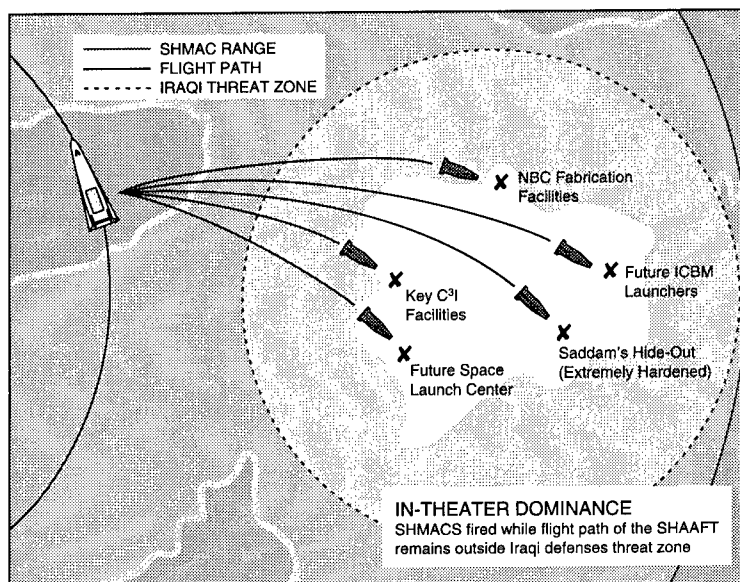 SHMAC RANGE
FLIGHT PATH
IRAQI THREAT ZONE
NBC Fabrication
Facilities
Future ICBM
Launchers
Key C³I
Facilities
Saddam's Hide-Out
(Extremely Hardened)
Future Space
Launch Center
IN-THEATER DOMINANCE
SHMACS fired while flight path of the SHAAFT
remains outside Iraqi defenses threat zone